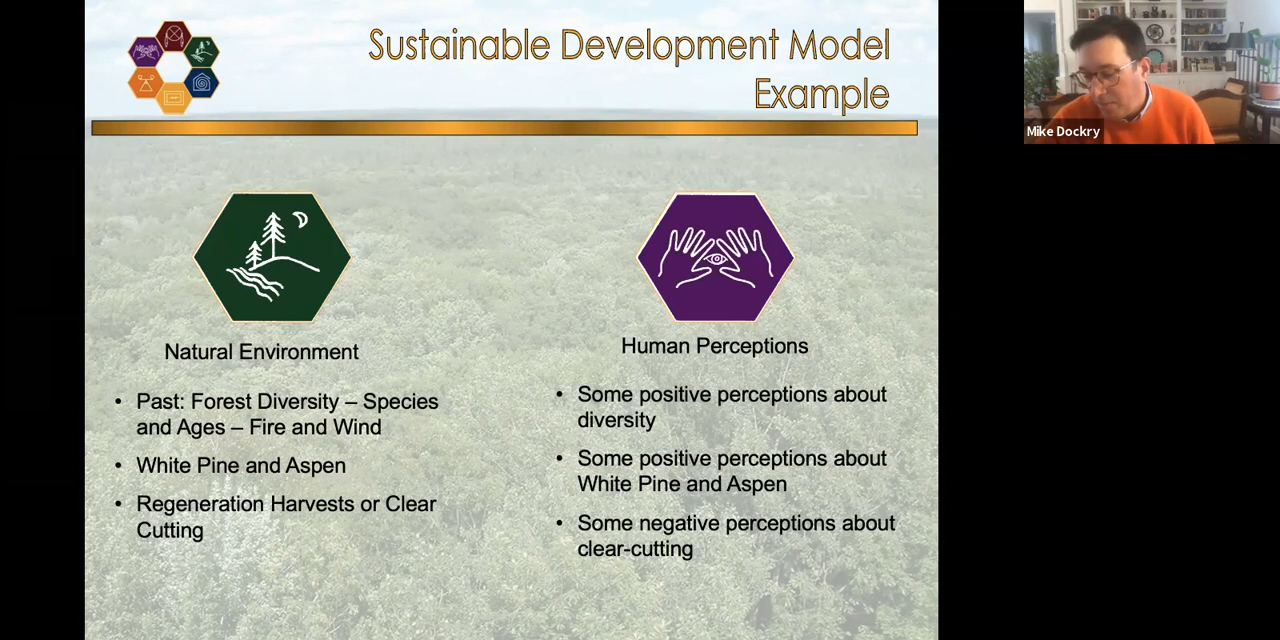 Sustainable Development Model
Example
Mike Dockry
Natural Environment
• Past: Forest Diversity – Species
and Ages – Fire and Wind
• White Pine and Aspen
• Regeneration Harvests or Clear
Cutting
Human Perceptions
• Some positive perceptions about
diversity
• Some positive perceptions about
White Pine and Aspen
• Some negative perceptions about
clear-cutting